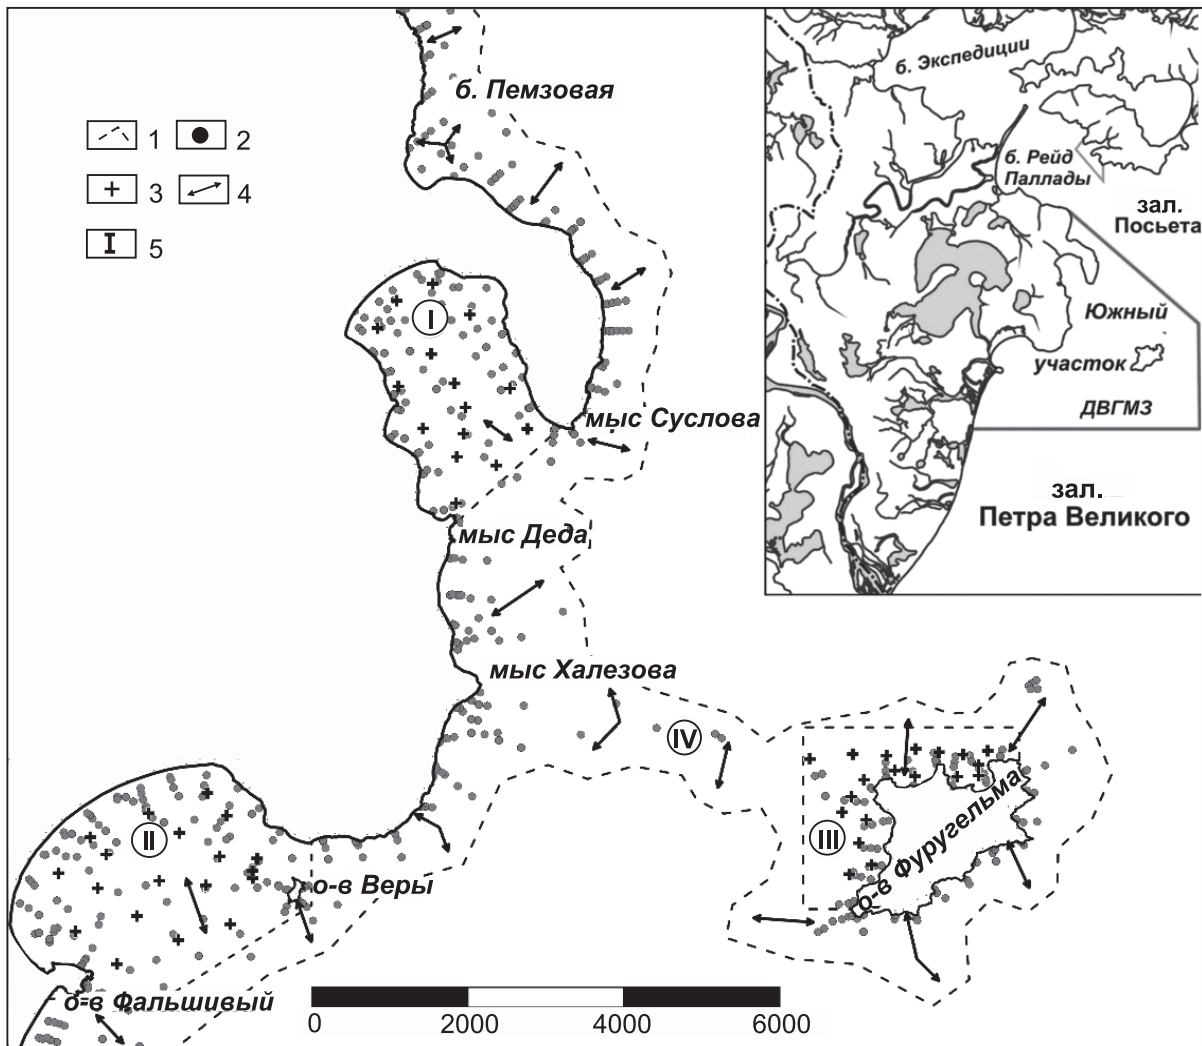 б. Пемзовая
1
2
3
4
I
5
I
мыс Суслова
мыс Деда
мыс Халезова
IV
III
о-в Фуругельма
II
о-в Веры
о-в Фальшивый
0
2000
4000
6000
б. Экспедиции
б. Рейд
Паллады
зал.
Посьета
Южный
участок
ДВГМЗ
зал.
Петра Великого